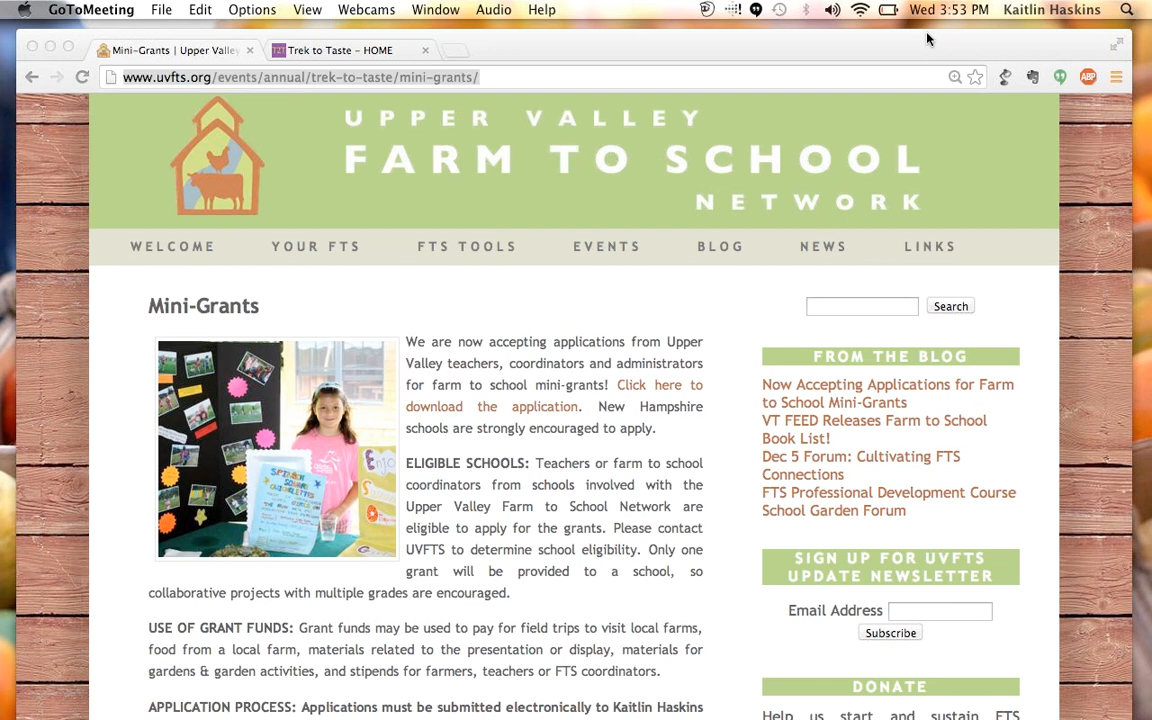 GoToMeeting File Edit Options View Webcams Window Audio Help Wed 3:53 PM Kaitlin Haskins
Mini-Grants | Upper Valley Trek to Taste – HOME
www.uvfts.org/events/annual/trek-to-taste/mini-grants/
ABP
UPPER VALLEY
FARM TO SCHOOL
NETWORK
WELCOME YOUR FTS FTS TOOLS EVENTS BLOG NEWS LINKS
Mini-Grants
We are now accepting applications from Upper
Valley teachers, coordinators and administrators
for farm to school mini-grants! Click here to
download the application. New Hampshire
schools are strongly encouraged to apply.
ELIGIBLE SCHOOLS: Teachers or farm to school
coordinators from schools involved with the
Upper Valley Farm to School Network are
eligible to apply for the grants. Please contact
UVFTS to determine school eligibility. Only one
grant will be provided to a school, so
collaborative projects with multiple grades are encouraged.
USE OF GRANT FUNDS: Grant funds may be used to pay for field trips to visit local farms,
food from a local farm, materials related to the presentation or display, materials for
gardens & garden activities, and stipends for farmers, teachers or FTS coordinators.
APPLICATION PROCESS: Applications must be submitted electronically to Kaitlin Haskins
Search
FROM THE BLOG
Now Accepting Applications for Farm
to School Mini-Grants
VT FEED Releases Farm to School
Book List!
Dec 5 Forum: Cultivating FTS
Connections
FTS Professional Development Course
School Garden Forum
SIGN UP FOR UVFTS
UPDATE NEWSLETTER
Email Address
Subscribe
DONATE
Help us start and sustain FTS